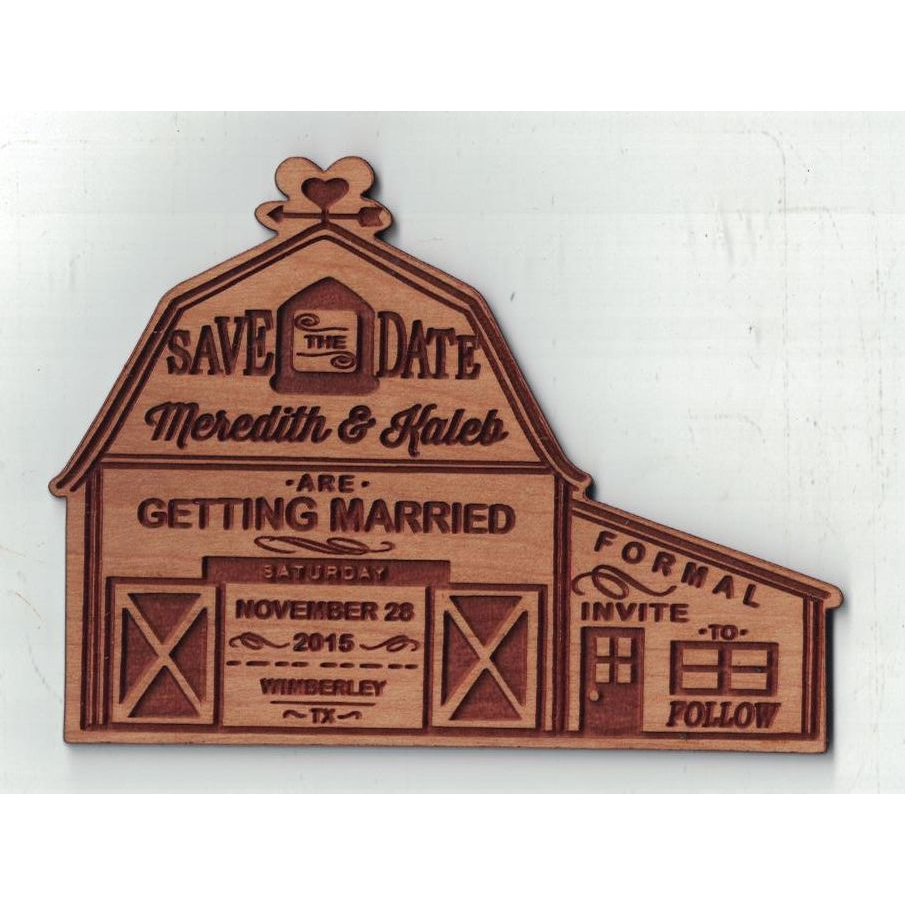 SAVE THE DATE
Meredith & Kaleb
·ARE·
GETTING MARRIED
SATURDAY
NOVEMBER 28
2015
WIMBERLEY
~TX~
FORMAL
INVITE
·TO·
FOLLOW